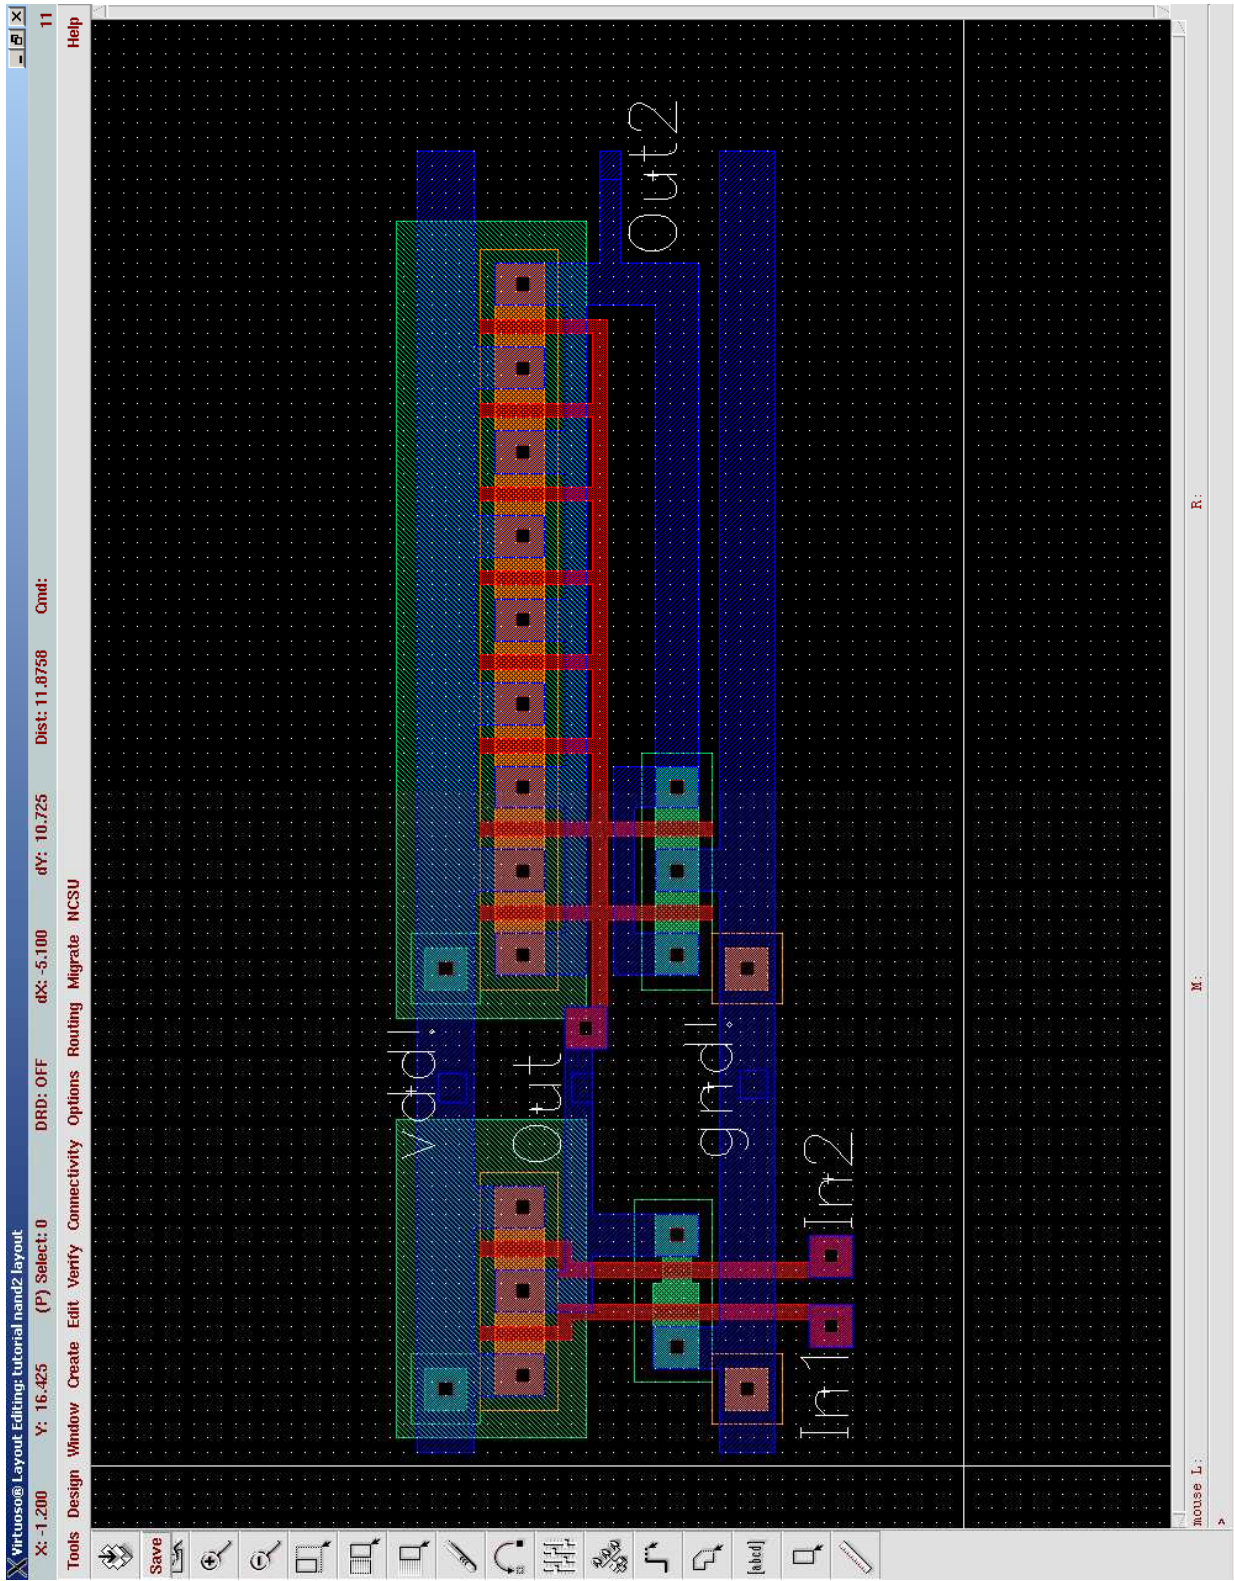 Virtuoso® Layout Editing: tutorial nand2 layout
X: -1.200 Y: 16.425 (P) Select: 0 DRD: OFF dX: -5.100 dY: 10.725 Dist: 11.8758 Cmd: 11
Tools Design Window Create Edit Verify Connectivity Options Routing Migrate NCSU Help
Save
[abcd]
vdd!
Out
Out2
gnd!
In1
In2
mouse L: M: R:
>